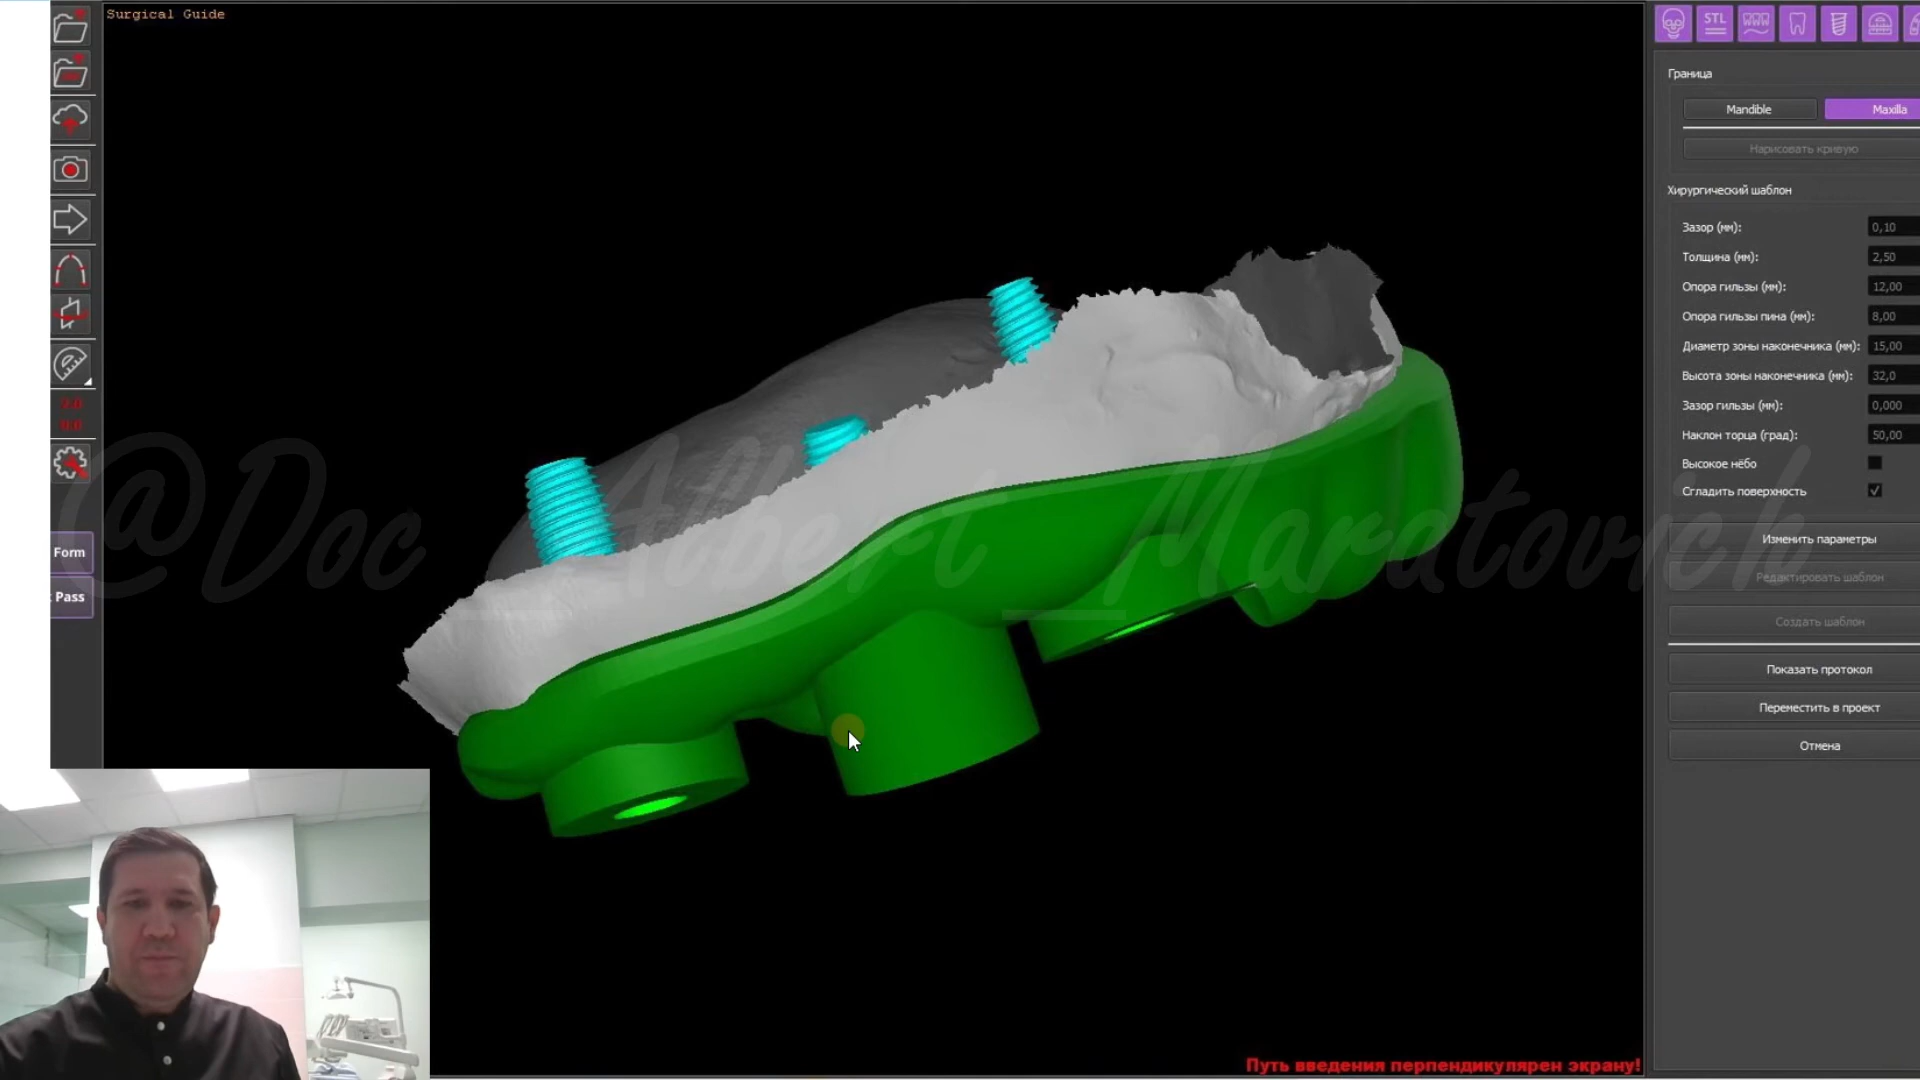 Surgical Guide
STL
Граница
Mandible
Maxilla
Нарисовать кривую
Хирургический шаблон
Зазор (мм): 0,10
Толщина (мм): 2,50
Опора гильзы (мм): 12,00
Опора гильзы пина (мм): 8,00
Диаметр зоны наконечника (мм): 15,00
Высота зоны наконечника (мм): 32,0
Зазор гильзы (мм): 0,000
Наклон торца (град): 50,00
Высокое нёбо
Сгладить поверхность
Изменить параметры
Редактировать шаблон
Создать шаблон
Показать протокол
Переместить в проект
Отмена
Form
Pass
@Doc_Albert_Maratovich
Путь введения перпендикулярен экрану!